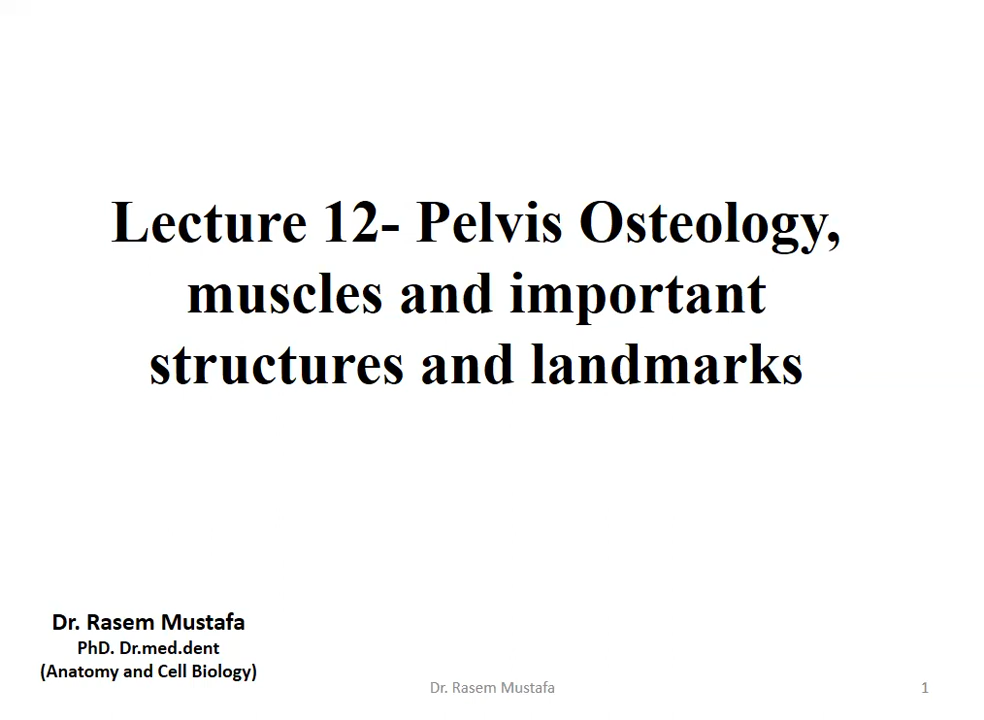 Lecture 12- Pelvis Osteology,
muscles and important
structures and landmarks
Dr. Rasem Mustafa
PhD. Dr.med.dent
(Anatomy and Cell Biology)
Dr. Rasem Mustafa
1